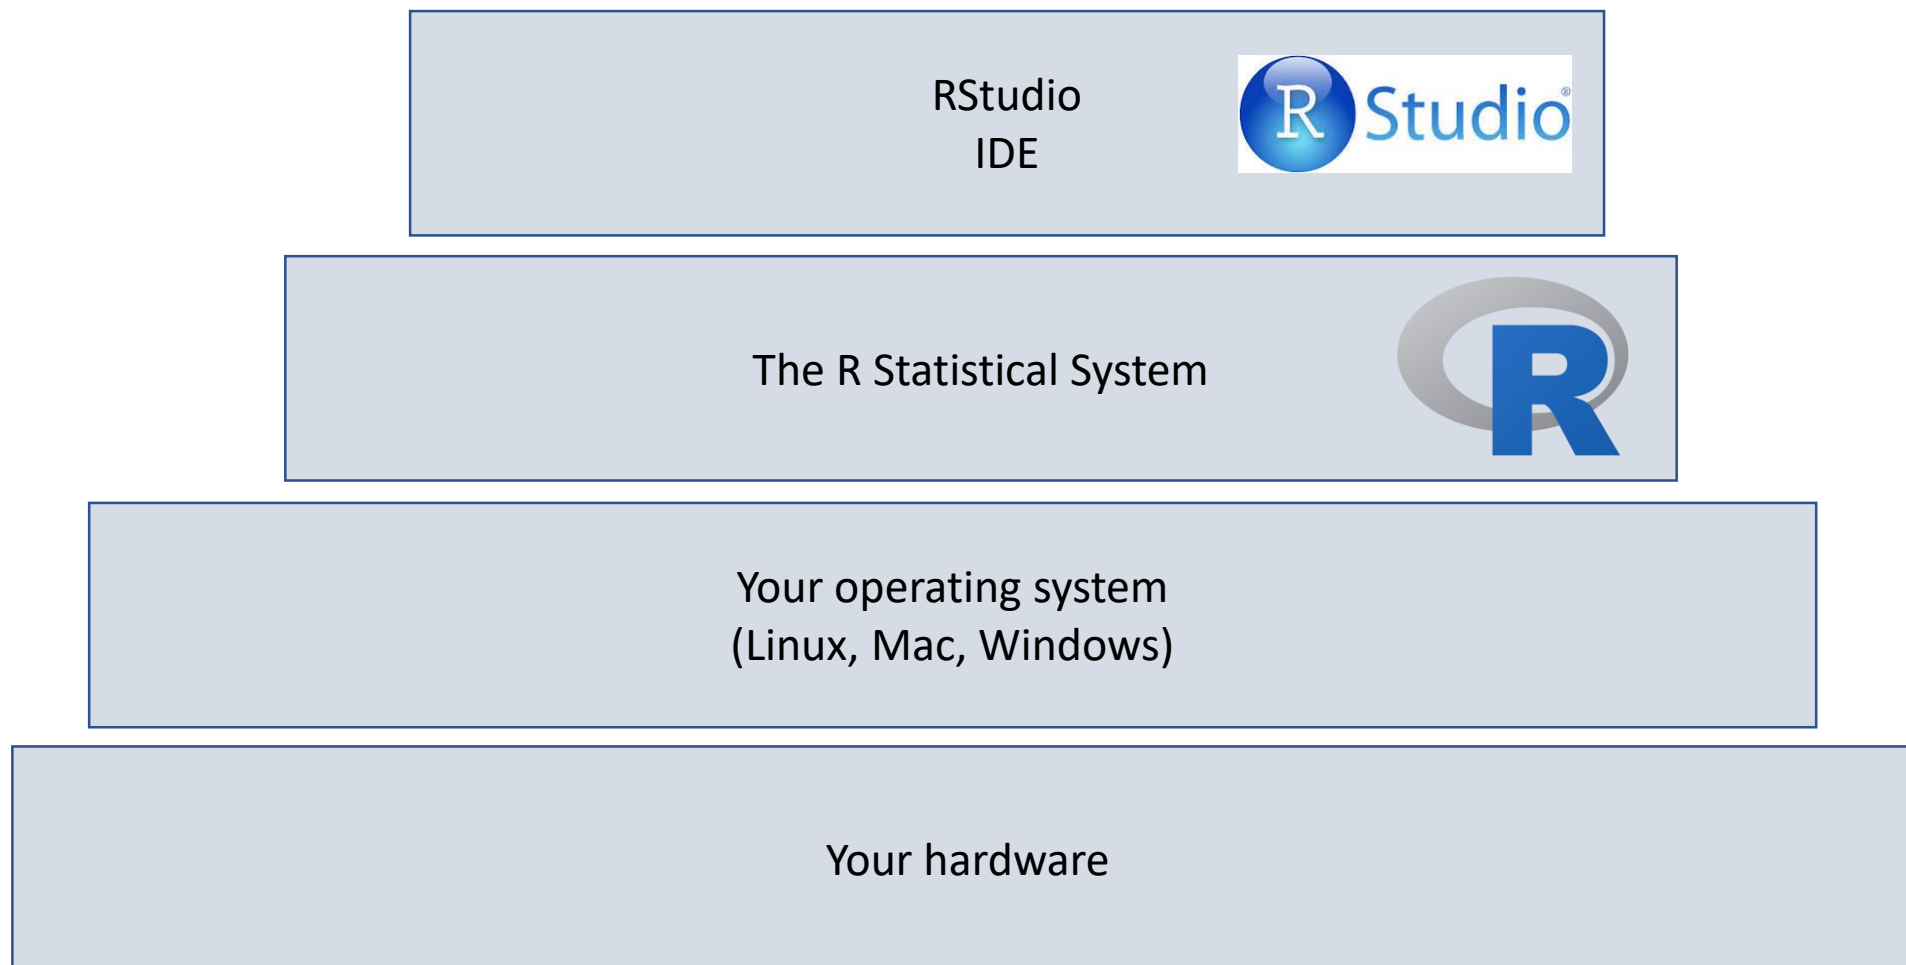 RStudio
IDE
R Studio®
The R Statistical System
R
Your operating system
(Linux, Mac, Windows)
Your hardware